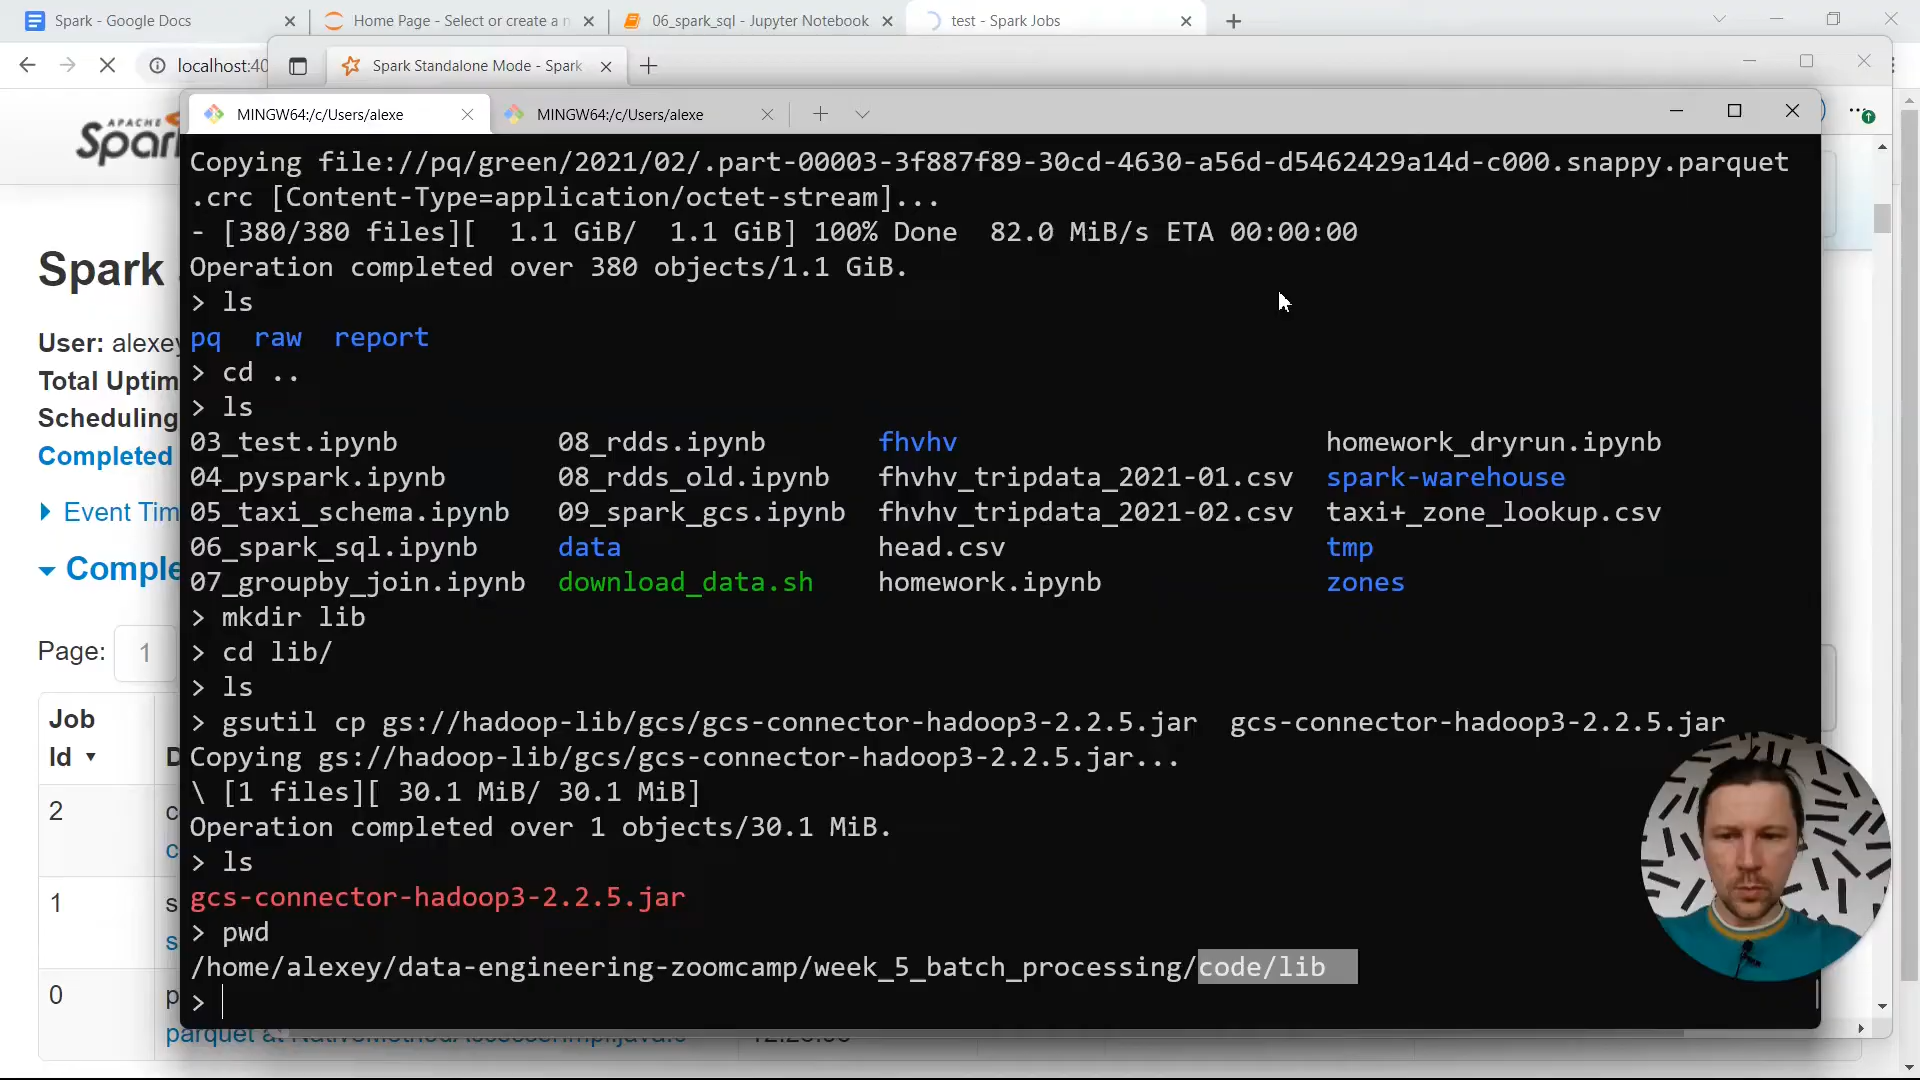 Spark - Google Docs
Home Page - Select or create a n
06_spark_sql - Jupyter Notebook
test - Spark Jobs
localhost:40
Spark Standalone Mode - Spark
MINGW64:/c/Users/alexe
MINGW64:/c/Users/alexe
APACHE
Spark
User: alexey
Total Uptim
Scheduling
Completed
Event Tim
Comple
Page: 1
Job
Id
2
1
0
parquet at NativeMethodAccessorImpl.java:0
Copying file://pq/green/2021/02/.part-00003-3f887f89-30cd-4630-a56d-d5462429a14d-c000.snappy.parquet
.crc [Content-Type=application/octet-stream]...
- [380/380 files][  1.1 GiB/  1.1 GiB] 100% Done  82.0 MiB/s ETA 00:00:00
Operation completed over 380 objects/1.1 GiB.
> ls
pq  raw  report
> cd ..
> ls
03_test.ipynb  08_rdds.ipynb  fhvhv  homework_dryrun.ipynb
04_pyspark.ipynb  08_rdds_old.ipynb  fhvhv_tripdata_2021-01.csv  spark-warehouse
05_taxi_schema.ipynb  09_spark_gcs.ipynb  fhvhv_tripdata_2021-02.csv  taxi+_zone_lookup.csv
06_spark_sql.ipynb  data  head.csv  tmp
07_groupby_join.ipynb  download_data.sh  homework.ipynb  zones
> mkdir lib
> cd lib/
> ls
> gsutil cp gs://hadoop-lib/gcs/gcs-connector-hadoop3-2.2.5.jar  gcs-connector-hadoop3-2.2.5.jar
Copying gs://hadoop-lib/gcs/gcs-connector-hadoop3-2.2.5.jar...
\ [1 files][ 30.1 MiB/ 30.1 MiB]
Operation completed over 1 objects/30.1 MiB.
> ls
gcs-connector-hadoop3-2.2.5.jar
> pwd
/home/alexey/data-engineering-zoomcamp/week_5_batch_processing/code/lib
>